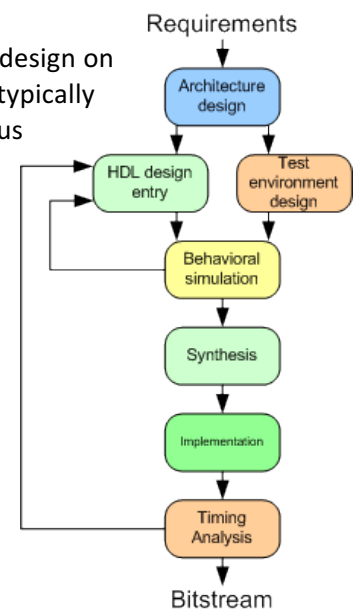 Requirements
design on
typically
us
Architecture
design
HDL design
entry
Test
environment
design
Behavioral
simulation
Synthesis
Implementation
Timing
Analysis
Bitstream